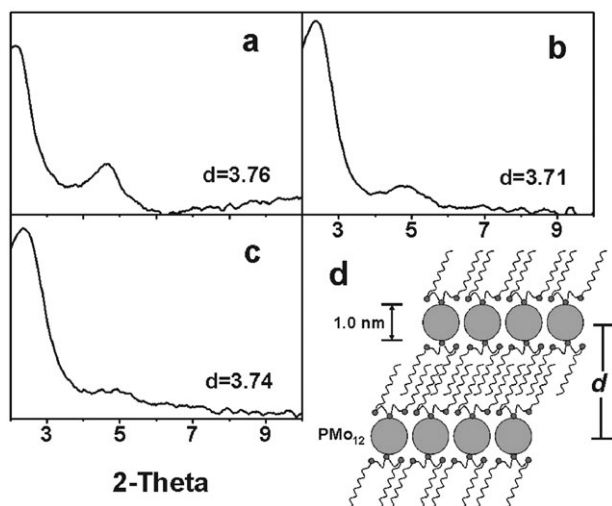 a
d=3.76
b
d=3.71
3 5 7 9
c
d=3.74
3 5 7 9
2-Theta
d
1.0 nm
PMo12
d